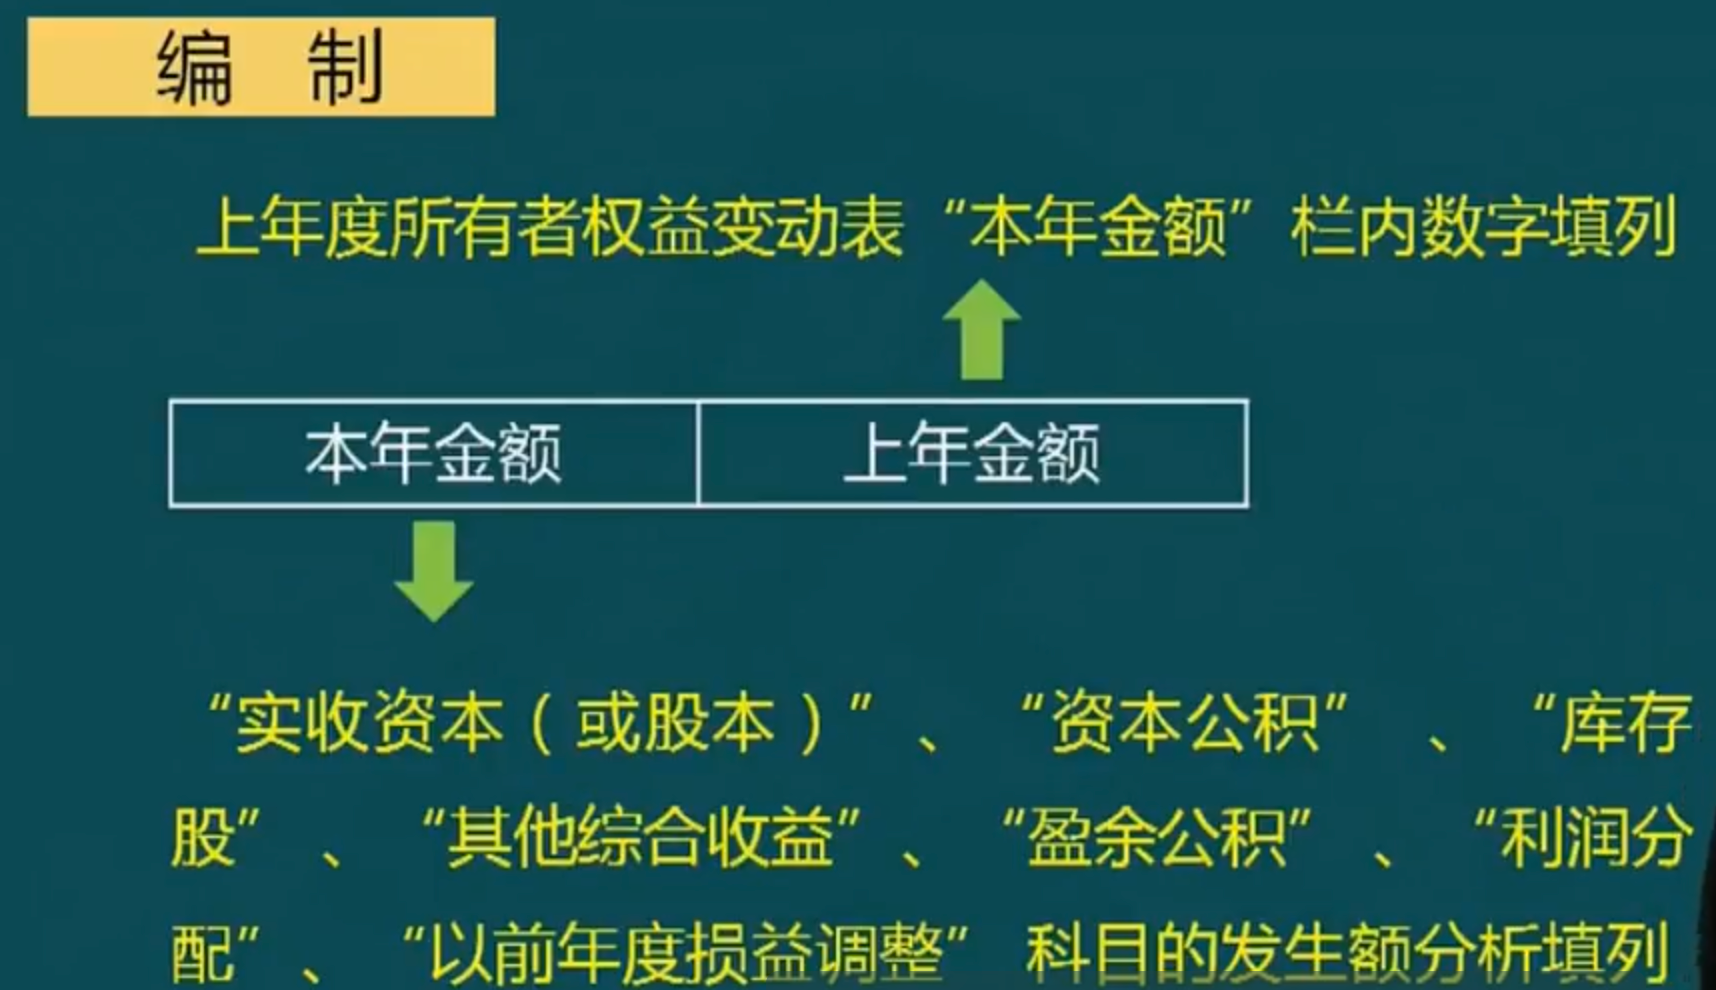 编 制
上年度所有者权益变动表“本年金额”栏内数字填列
本年金额 上年金额
“实收资本（或股本）”、“资本公积”、“库存
股”、“其他综合收益”、“盈余公积”、“利润分
配”、“以前年度损益调整”科目的发生额分析填列